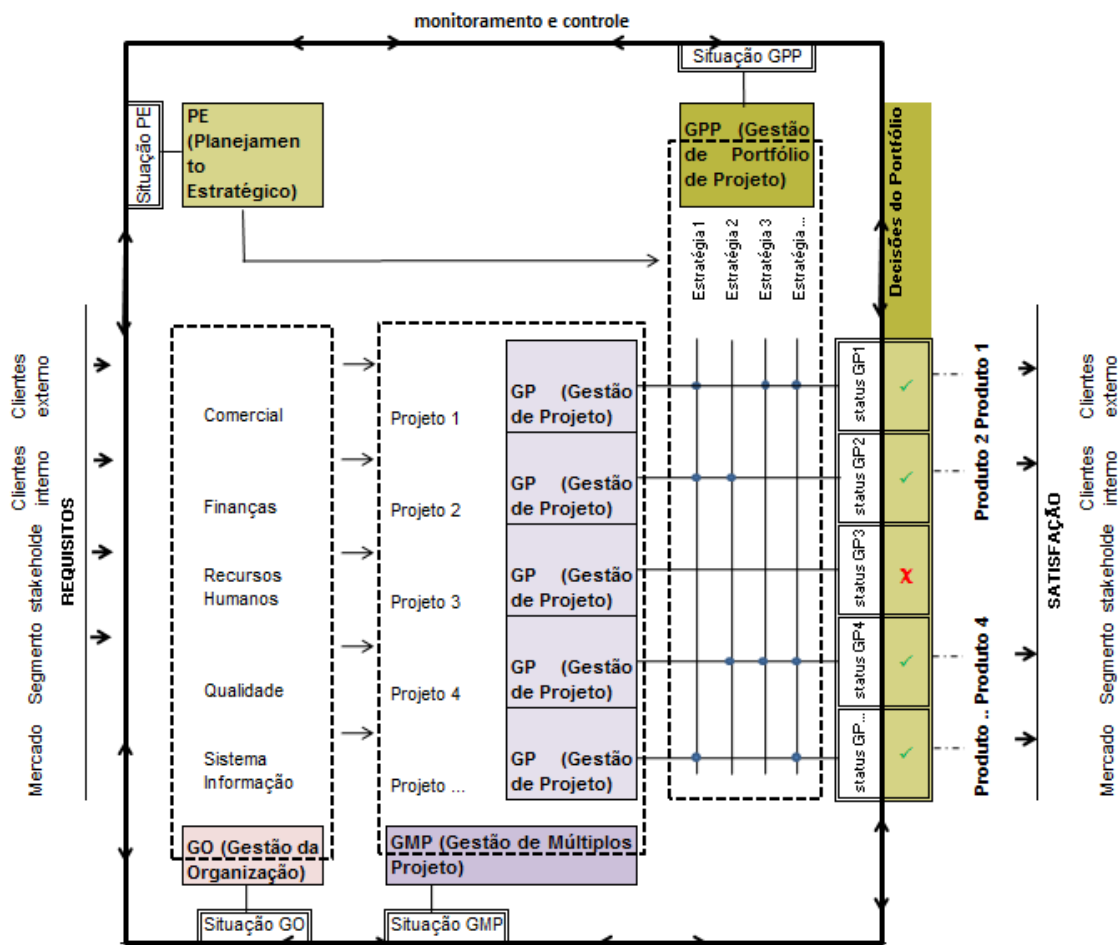 monitoramento e controle
Situação GPP
Situação PE
PE
(Planejamen
to
Estratégico)
GPP (Gestão
de Portfólio
de Projeto)
Decisões do Portfólio
Estratégia 1
Estratégia 2
Estratégia 3
Estratégia ...
Clientes
externo
Clientes
interno
stakeholde
Segmento
Mercado
REQUISITOS
Comercial
Finanças
Recursos
Humanos
Qualidade
Sistema
Informação
Projeto 1
Projeto 2
Projeto 3
Projeto 4
Projeto ...
GP (Gestão
de Projeto)
GP (Gestão
de Projeto)
GP (Gestão
de Projeto)
GP (Gestão
de Projeto)
GP (Gestão
de Projeto)
status GP1
status GP2
status GP3
status GP4
status GP...
Produto 1
Produto 2
Produto 4
Produto ..
SATISFAÇÃO
Clientes
externo
Clientes
interno
stakeholde
Segmento
Mercado
GO (Gestão da
Organização)
GMP (Gestão de Múltiplos
Projeto)
Situação GO
Situação GMP